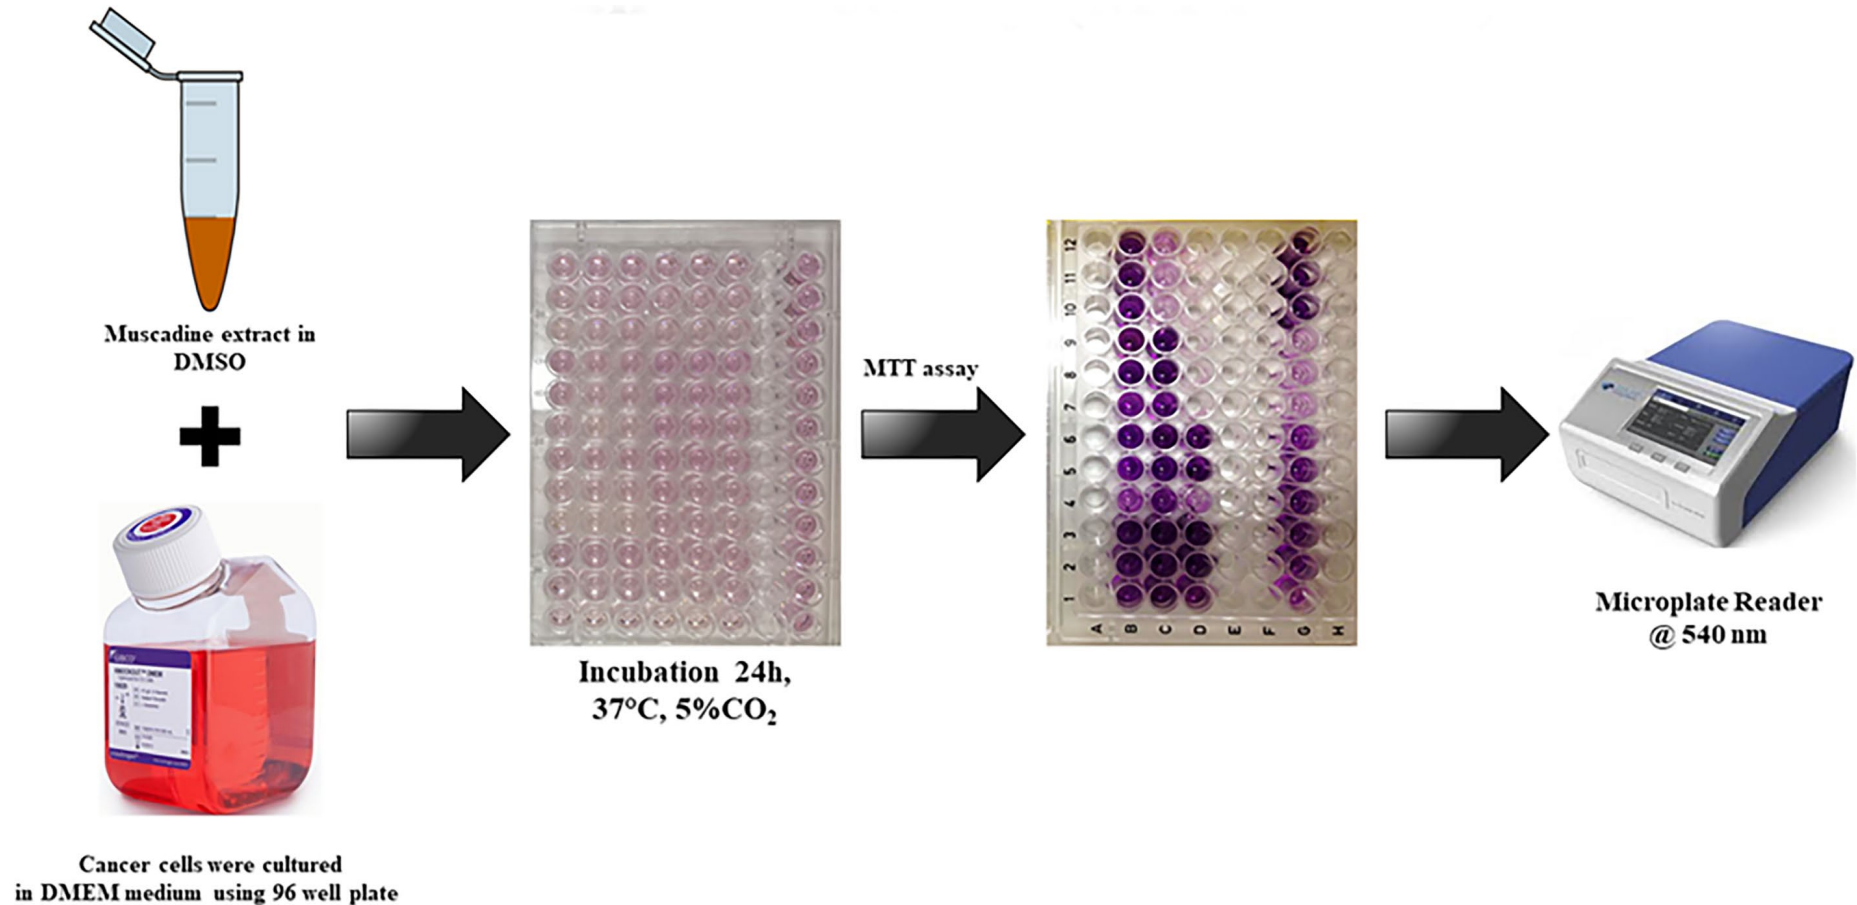 Muscadine extract in
DMSO
Cancer cells were cultured
in DMEM medium using 96 well plate
Incubation 24h,
37°C, 5%CO₂
MTT assay
12
11
10
9
8
7
6
5
4
3
2
1
A B C D E F G H
Microplate Reader
@ 540 nm